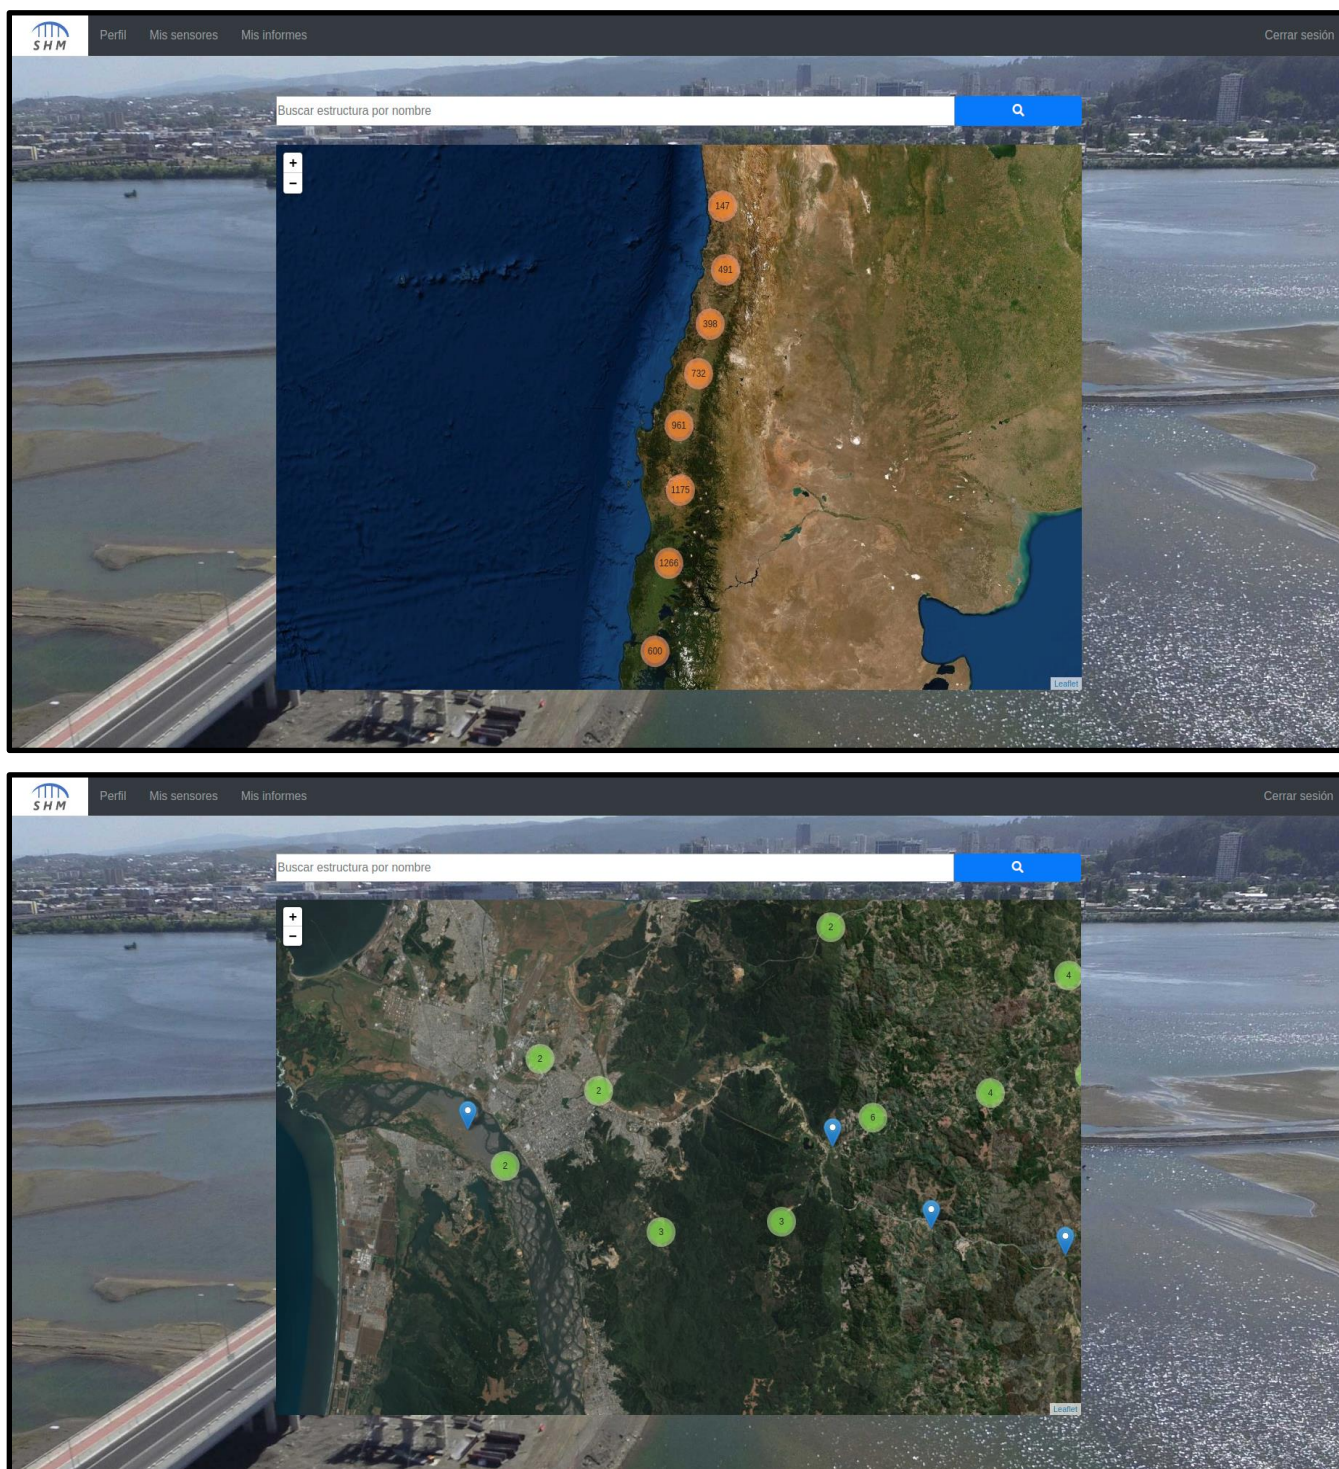 SHM
Perfil Mis sensores Mis informes Cerrar sesión
Buscar estructura por nombre
+
−
147
491
398
732
961
1175
1266
600
Leaflet
SHM
Perfil Mis sensores Mis informes Cerrar sesión
Buscar estructura por nombre
+
−
2
4
2
2
4
6
2
3
3
Leaflet